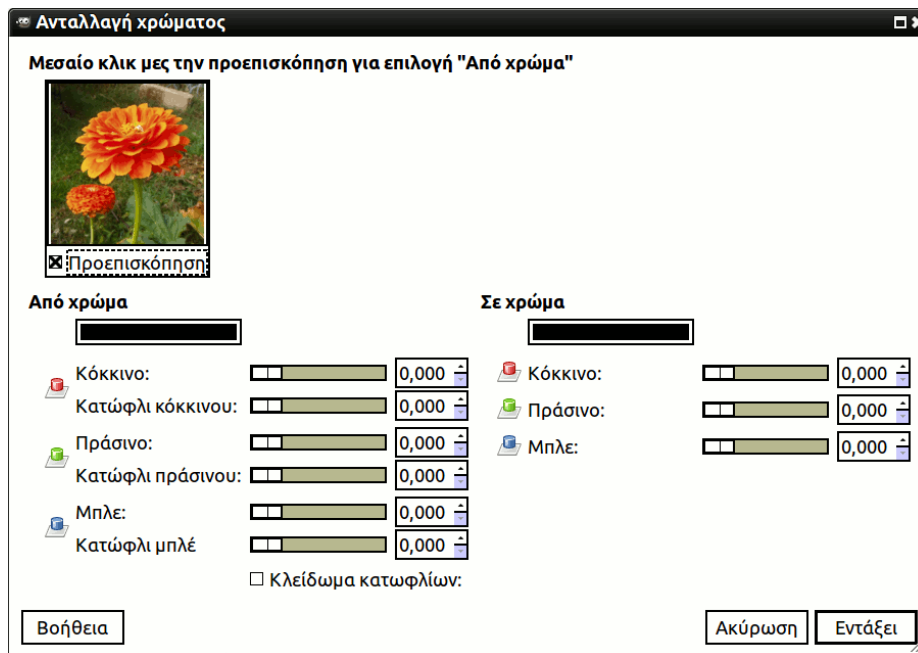 Ανταλλαγή χρώματος
Μεσαίο κλικ μες την προεπισκόπηση για επιλογή "Από χρώμα"
Προεπισκόπηση
Από χρώμα
Κόκκινο: 0,000
Κατώφλι κόκκινου: 0,000
Πράσινο: 0,000
Κατώφλι πράσινου: 0,000
Μπλε: 0,000
Κατώφλι μπλέ 0,000
Κλείδωμα κατωφλίων:
Σε χρώμα
Κόκκινο: 0,000
Πράσινο: 0,000
Μπλε: 0,000
Βοήθεια
Ακύρωση
Εντάξει